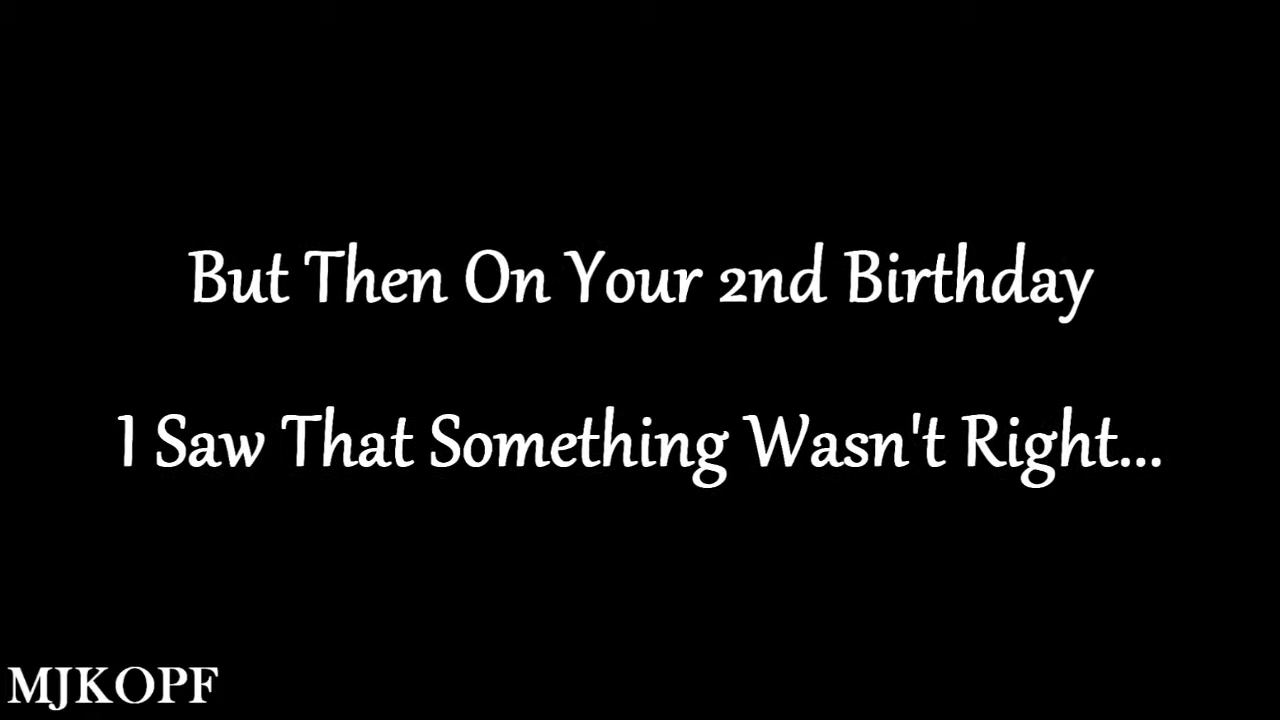 But Then On Your 2nd Birthday
I Saw That Something Wasn't Right...
MJKOPF